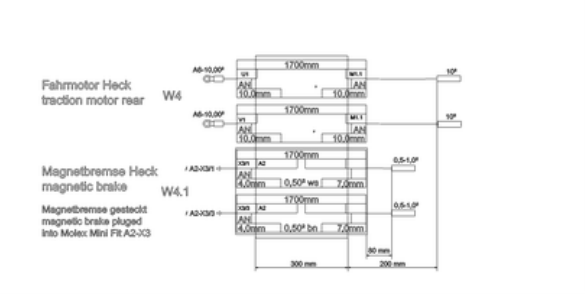 1700mm
A6-10,00²
U1
M1.1
10²
Fahrmotor Heck
AN
AN
traction motor rear
W4
10,0mm
10,0mm
1700mm
A6-10,00²
V1
M1.1
10²
AN
AN
10,0mm
10,0mm
1700mm
Magnetbremse Heck
A2-X3/1
X3/1
A2
0,5-1,0²
magnetic brake
AN
AN
W4.1
4,0mm
0,50² ws
7,0mm
1700mm
Magnetbremse gesteckt
A2-X3/3
X3/3
A2
0,5-1,0²
magnetic brake pluged
AN
AN
into Molex Mini Fit A2-X3
4,0mm
0,50² bn
7,0mm
80 mm
300 mm
200 mm